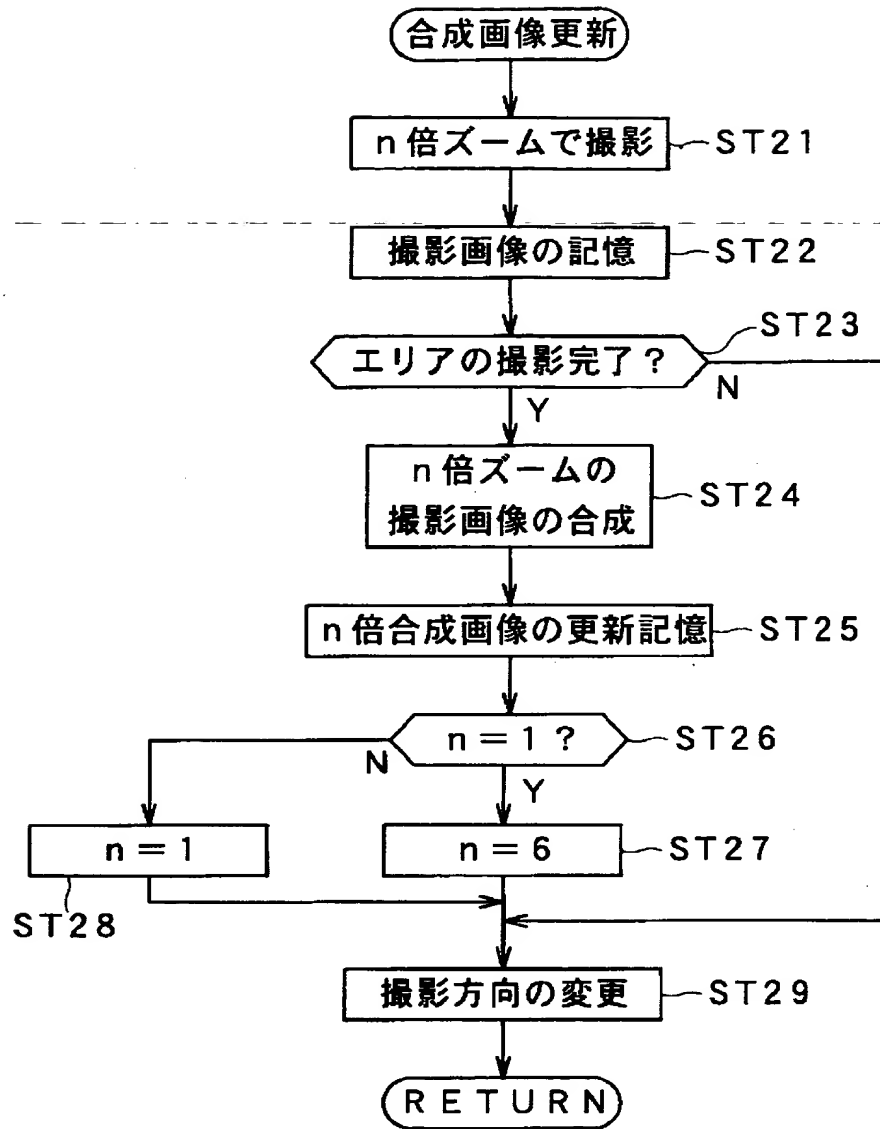 合成画像更新
n倍ズームで撮影
ST21
撮影画像の記憶
ST22
エリアの撮影完了?
ST23
N
Y
n倍ズームの
撮影画像の合成
ST24
n倍合成画像の更新記憶
ST25
n=1?
ST26
N
Y
n=1
ST28
n=6
ST27
撮影方向の変更
ST29
RETURN